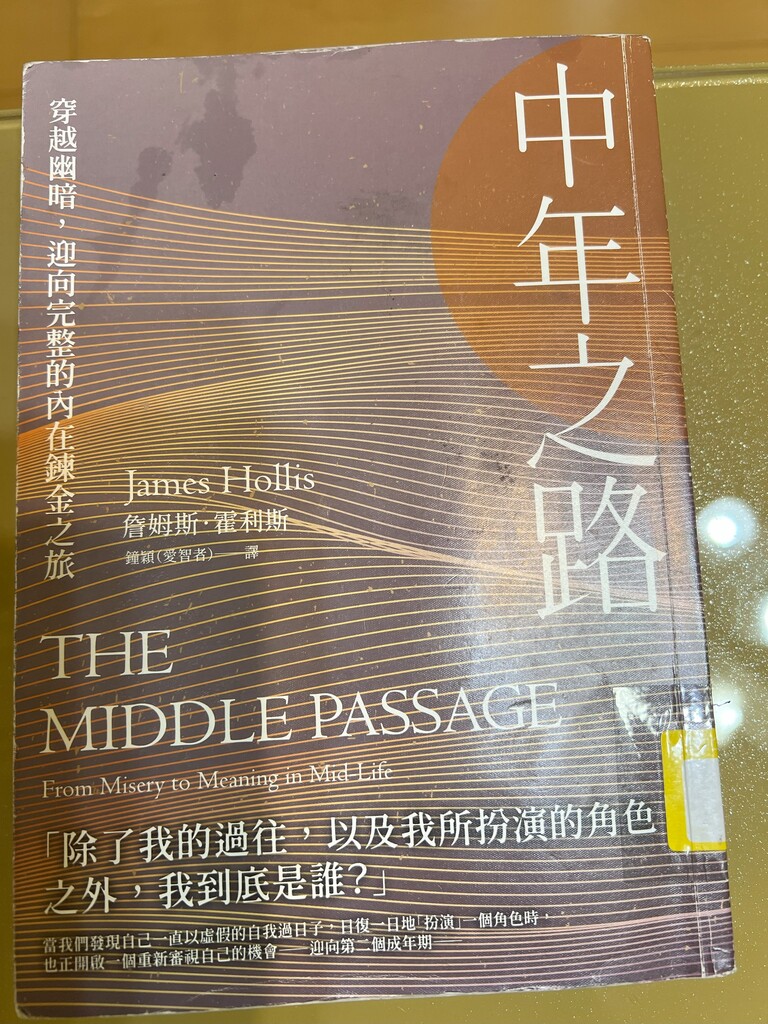 中年之路
穿越幽暗，迎向完整的內在鍊金之旅
James Hollis
詹姆斯·霍利斯
鐘穎(愛智者)——譯
THE
MIDDLE PASSAGE
From Misery to Meaning in Mid-Life
「除了我的過往，以及我所扮演的角色
之外，我到底是誰？」
當我們發現自己一直以虛假的自我過日子，日復一日地「扮演」一個角色時，
也正開啟一個重新審視自己的機會——迎向第二個成年期——